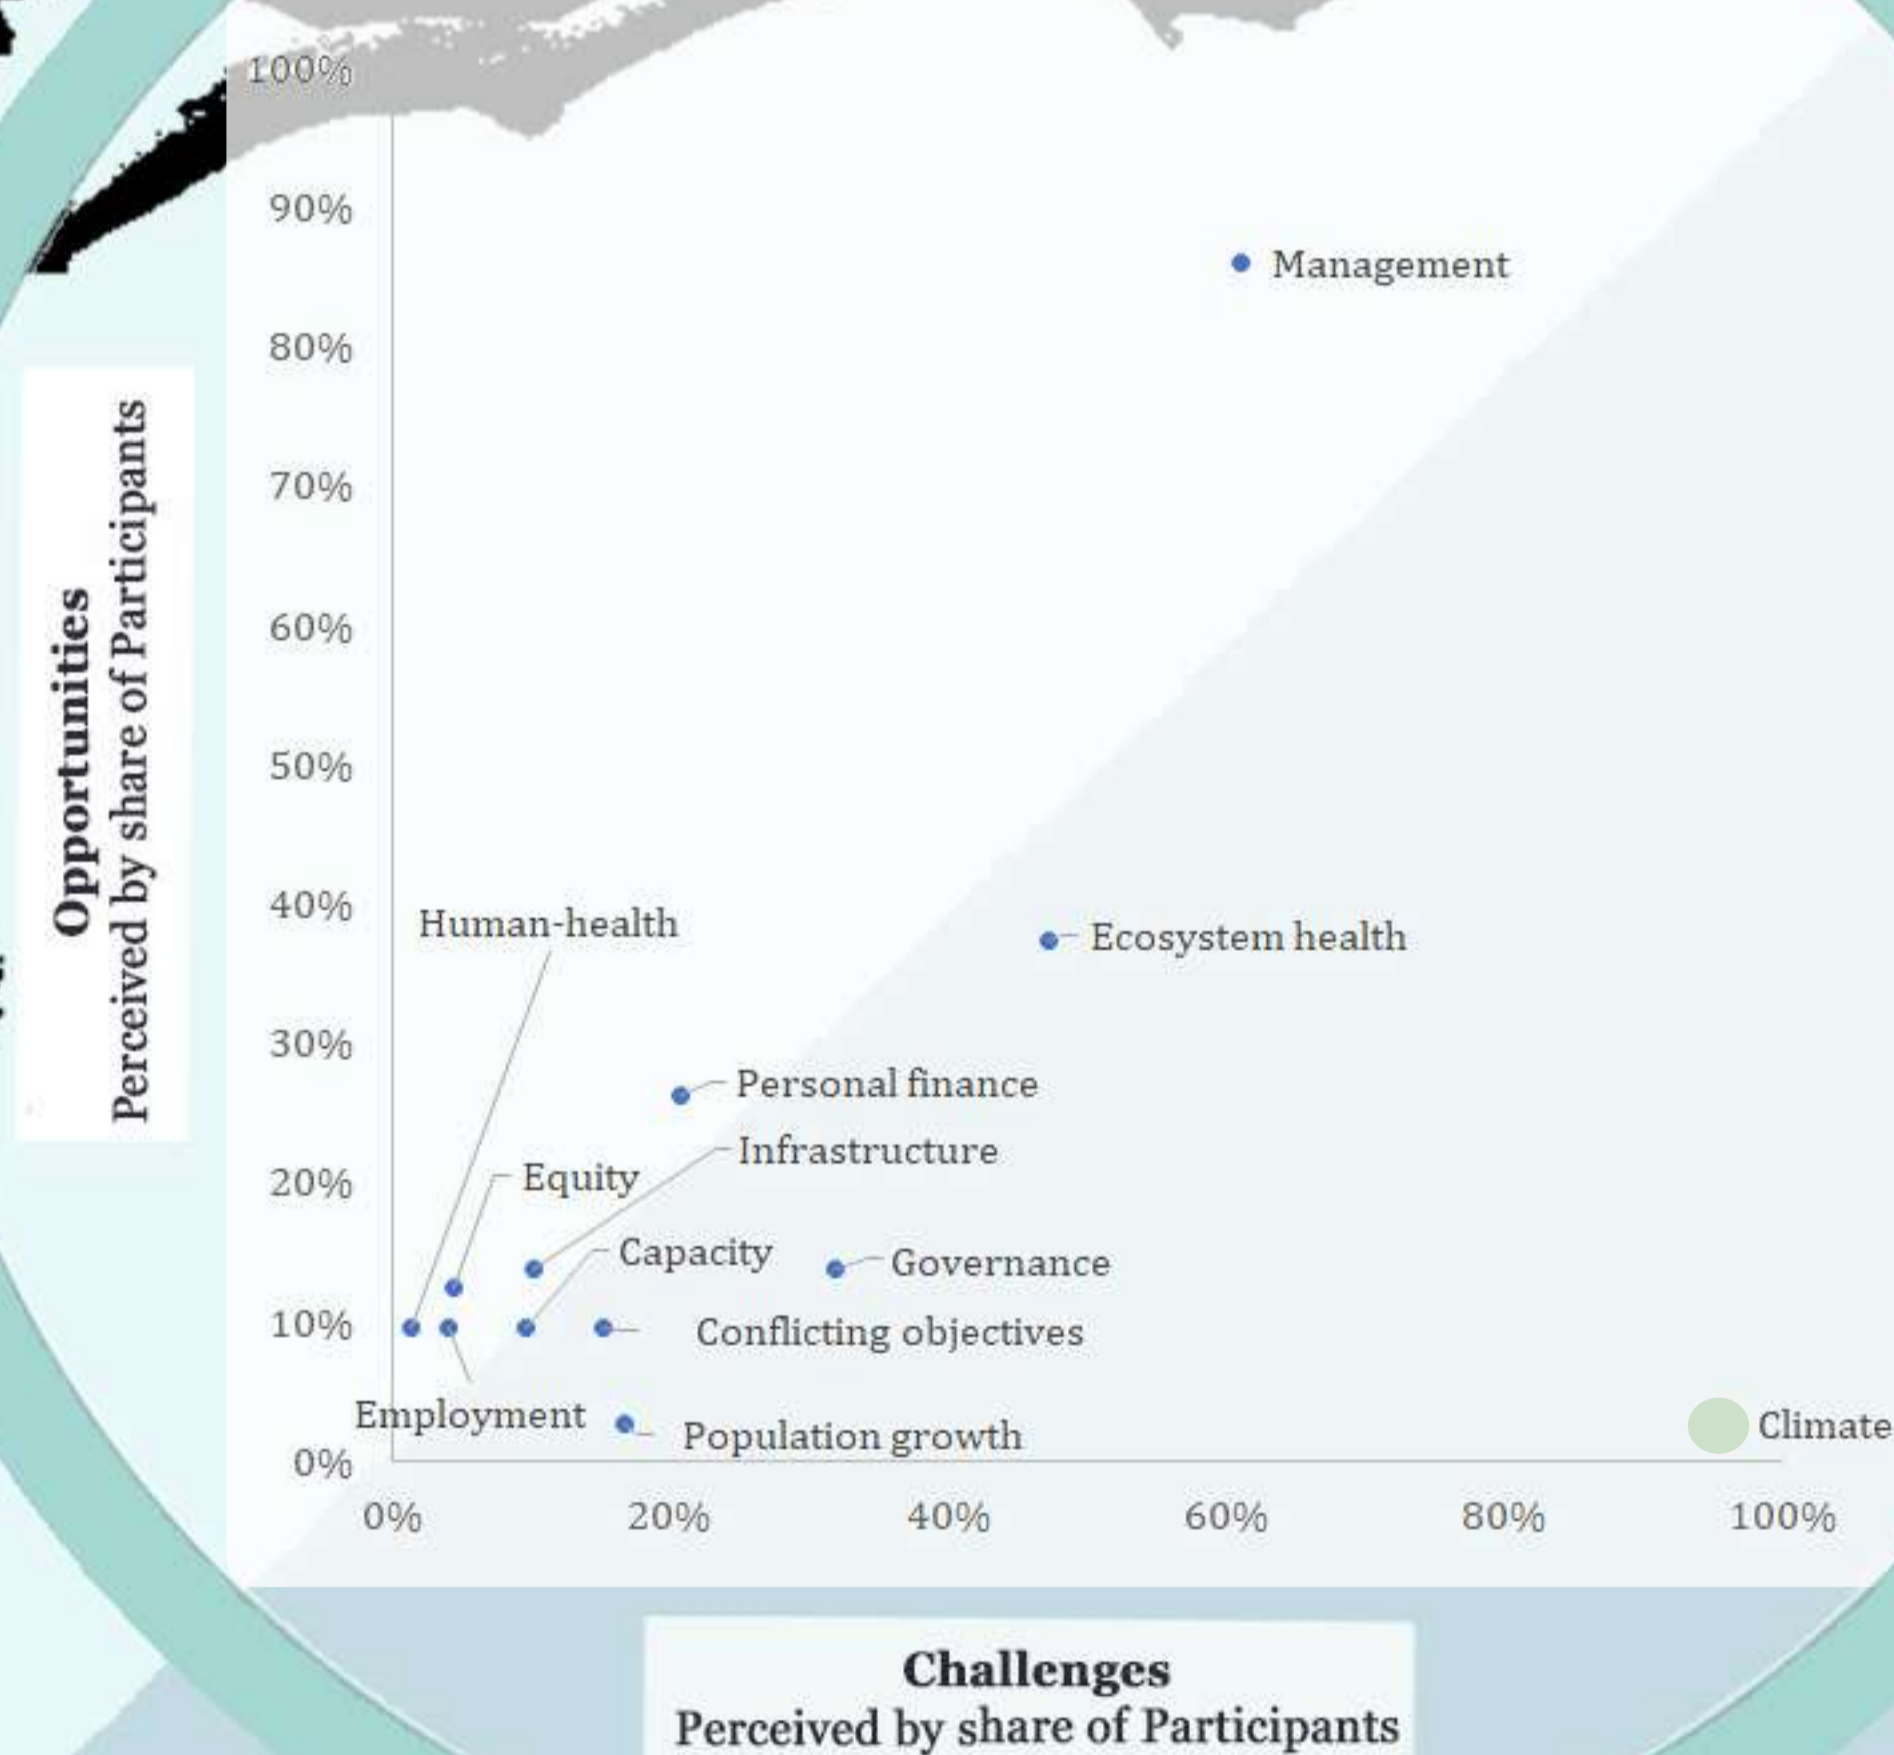 100%
90%
Management
80%
70%
60%
50%
40%
Human-health
Ecosystem health
30%
Personal finance
Infrastructure
20%
Equity
Capacity
Governance
10%
Conflicting objectives
Employment
Population growth
Climate
0%
0%
20%
40%
60%
80%
100%
Opportunities
Perceived by share of Participants
Challenges
Perceived by share of Participants